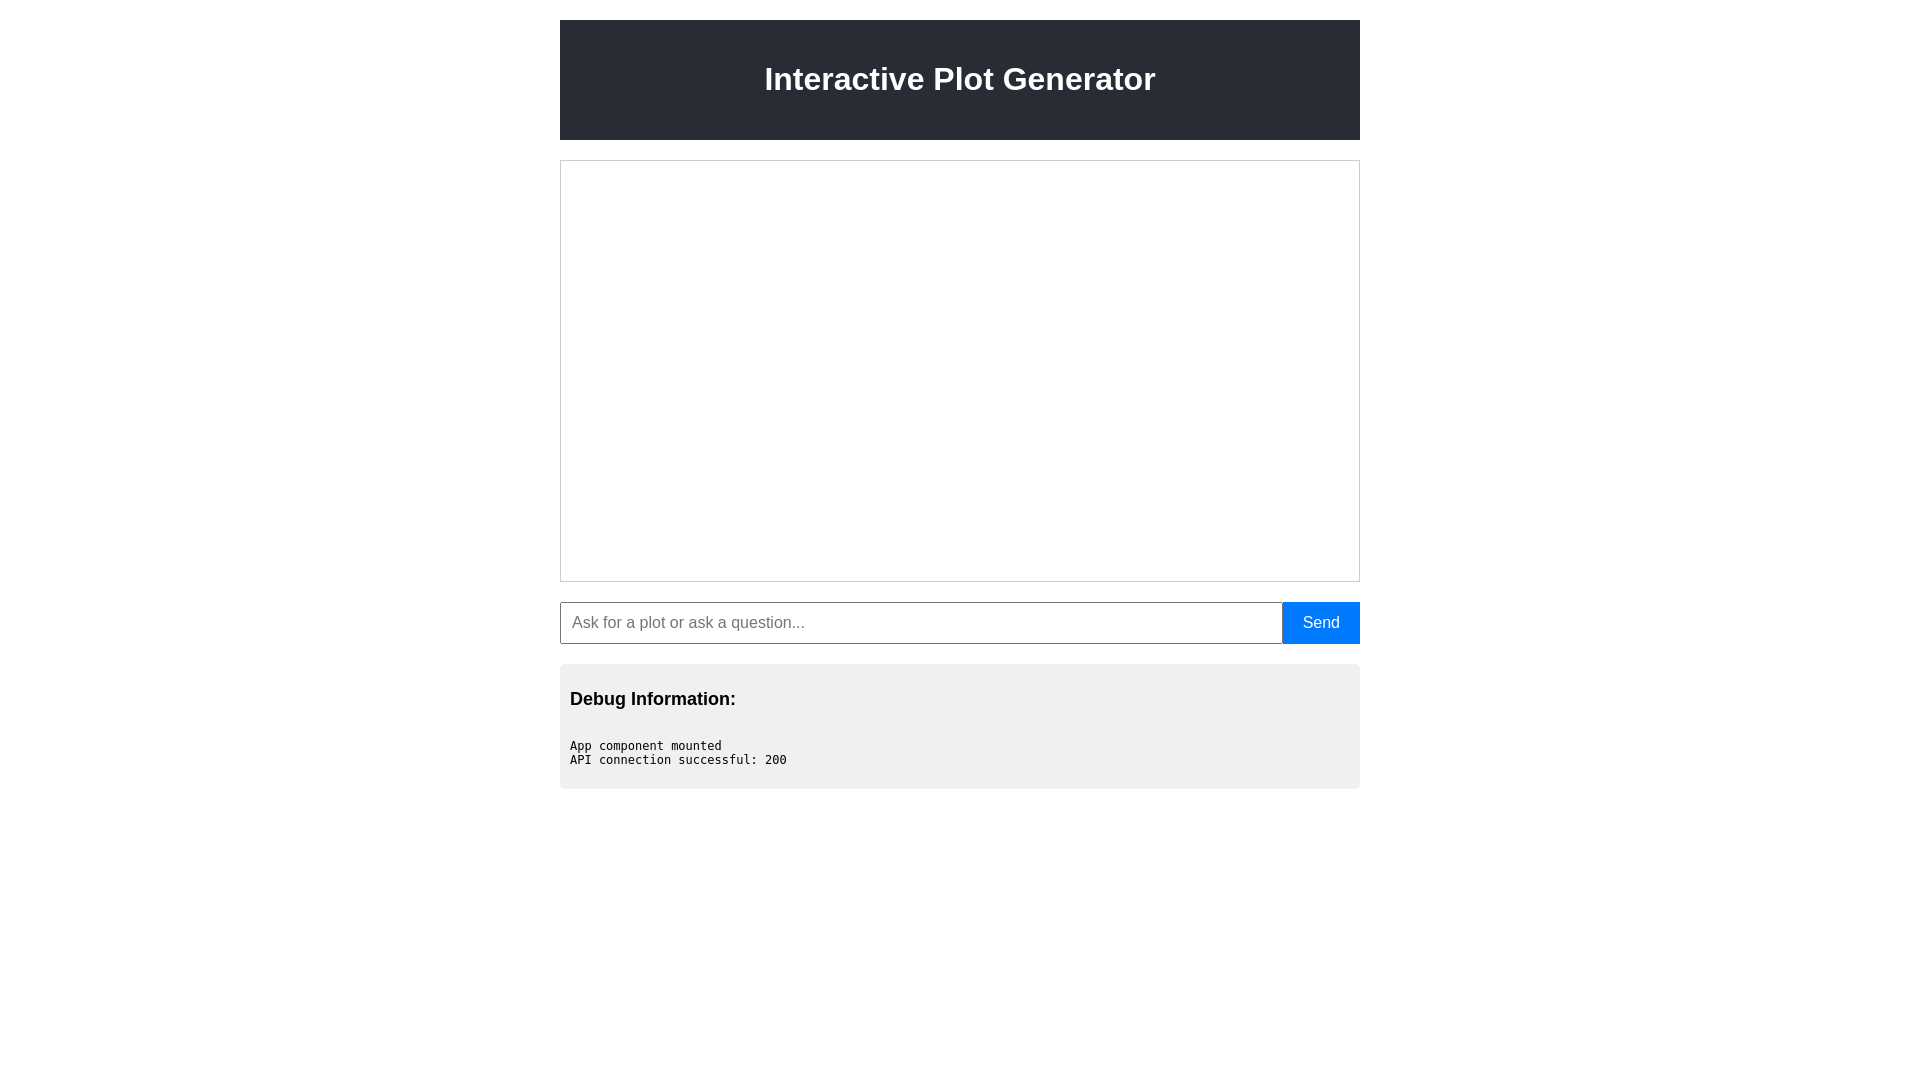 Interactive Plot Generator
Ask for a plot or ask a question...
Send
Debug Information:
App component mounted
API connection successful: 200